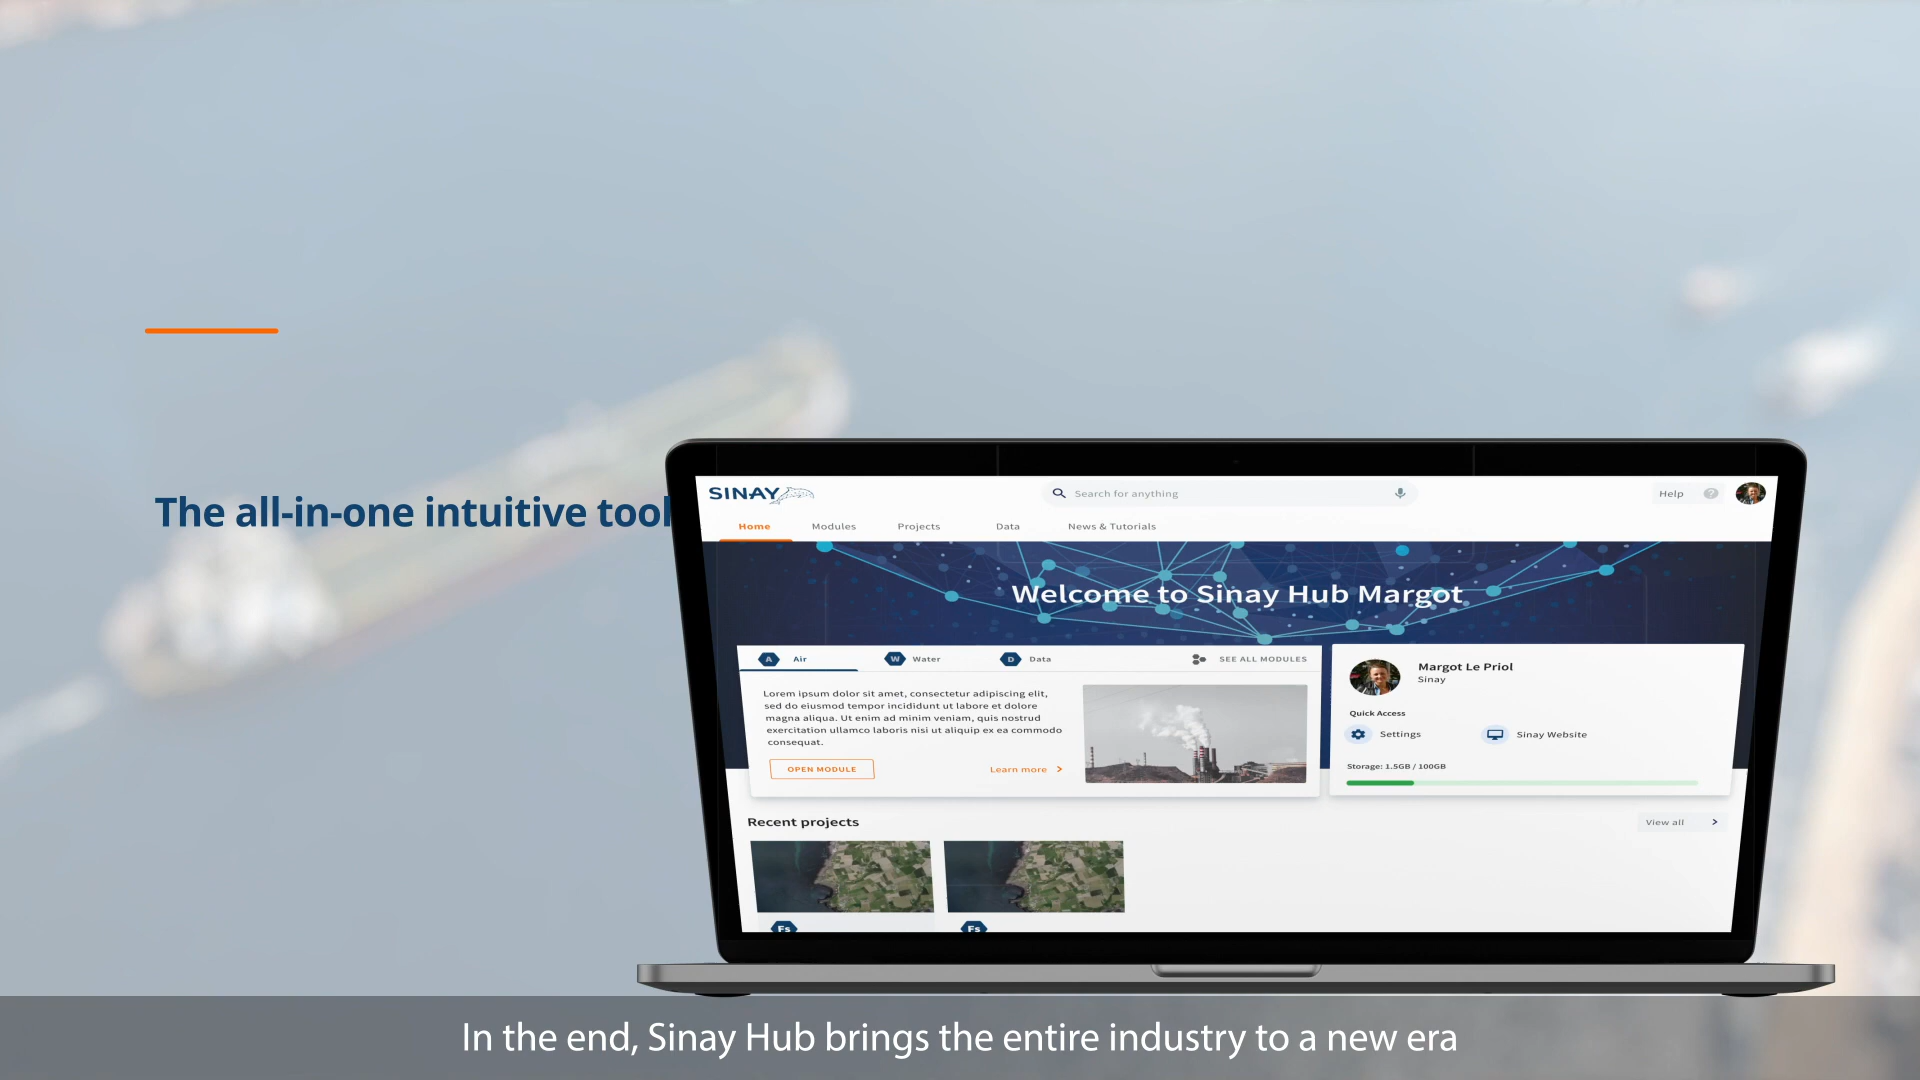 The all-in-one intuitive tool
SINAY
Search for anything
Help
?
Home
Modules
Projects
Data
News & Tutorials
Welcome to Sinay Hub Margot
A Air
W Water
D Data
SEE ALL MODULES
Lorem ipsum dolor sit amet, consectetur adipiscing elit,
sed do eiusmod tempor incididunt ut labore et dolore
magna aliqua. Ut enim ad minim veniam, quis nostrud
exercitation ullamco laboris nisi ut aliquip ex ea commodo
consequat.
OPEN MODULE
Learn more >
Margot Le Priol
Sinay
Quick Access
Settings
Sinay Website
Storage: 1.5GB / 100GB
Recent projects
View all >
Fs
Fs
In the end, Sinay Hub brings the entire industry to a new era